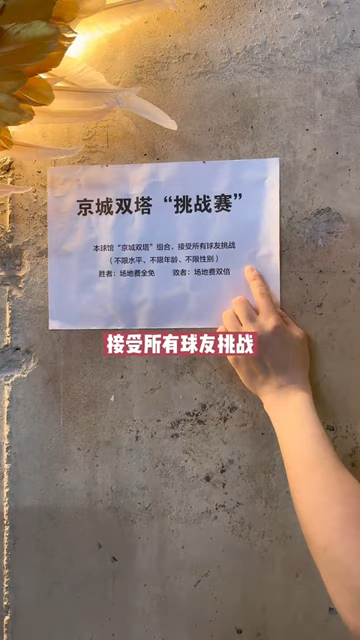 京城双塔 “挑战赛”
本球馆 “京城双塔” 组合，接受所有球友挑战
（不限水平、不限年龄、不限性别）
胜者：场地费全免 败者：场地费双倍
接受所有球友挑战